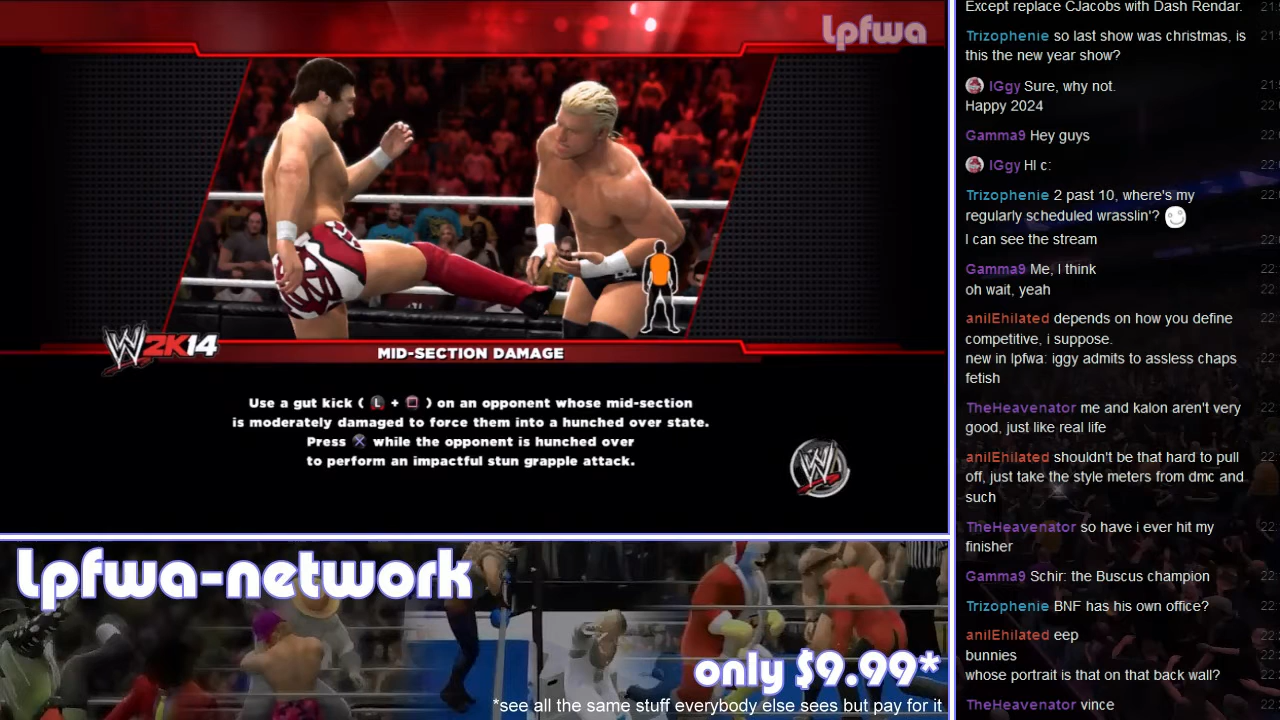 lpfwa
W2K14
MID-SECTION DAMAGE
Use a gut kick ( L + □ ) on an opponent whose mid-section
is moderately damaged to force them into a hunched over state.
Press ✕ while the opponent is hunched over
to perform an impactful stun grapple attack.
W
lpfwa-network
only $9.99*
*see all the same stuff everybody else sees but pay for it
Except replace CJacobs with Dash Rendar.
Trizophenie so last show was christmas, is
this the new year show?
IGgy Sure, why not.
Happy 2024
Gamma9 Hey guys
IGgy HI c:
Trizophenie 2 past 10, where's my
regularly scheduled wrasslin'?
I can see the stream
Gamma9 Me, I think
oh wait, yeah
anilEhilated depends on how you define
competitive, i suppose.
new in lpfwa: iggy admits to assless chaps
fetish
TheHeavenator me and kalon aren't very
good, just like real life
anilEhilated shouldn't be that hard to pull
off, just take the style meters from dmc and
such
TheHeavenator so have i ever hit my
finisher
Gamma9 Schir: the Buscus champion
Trizophenie BNF has his own office?
anilEhilated eep
bunnies
whose portrait is that on that back wall?
TheHeavenator vince